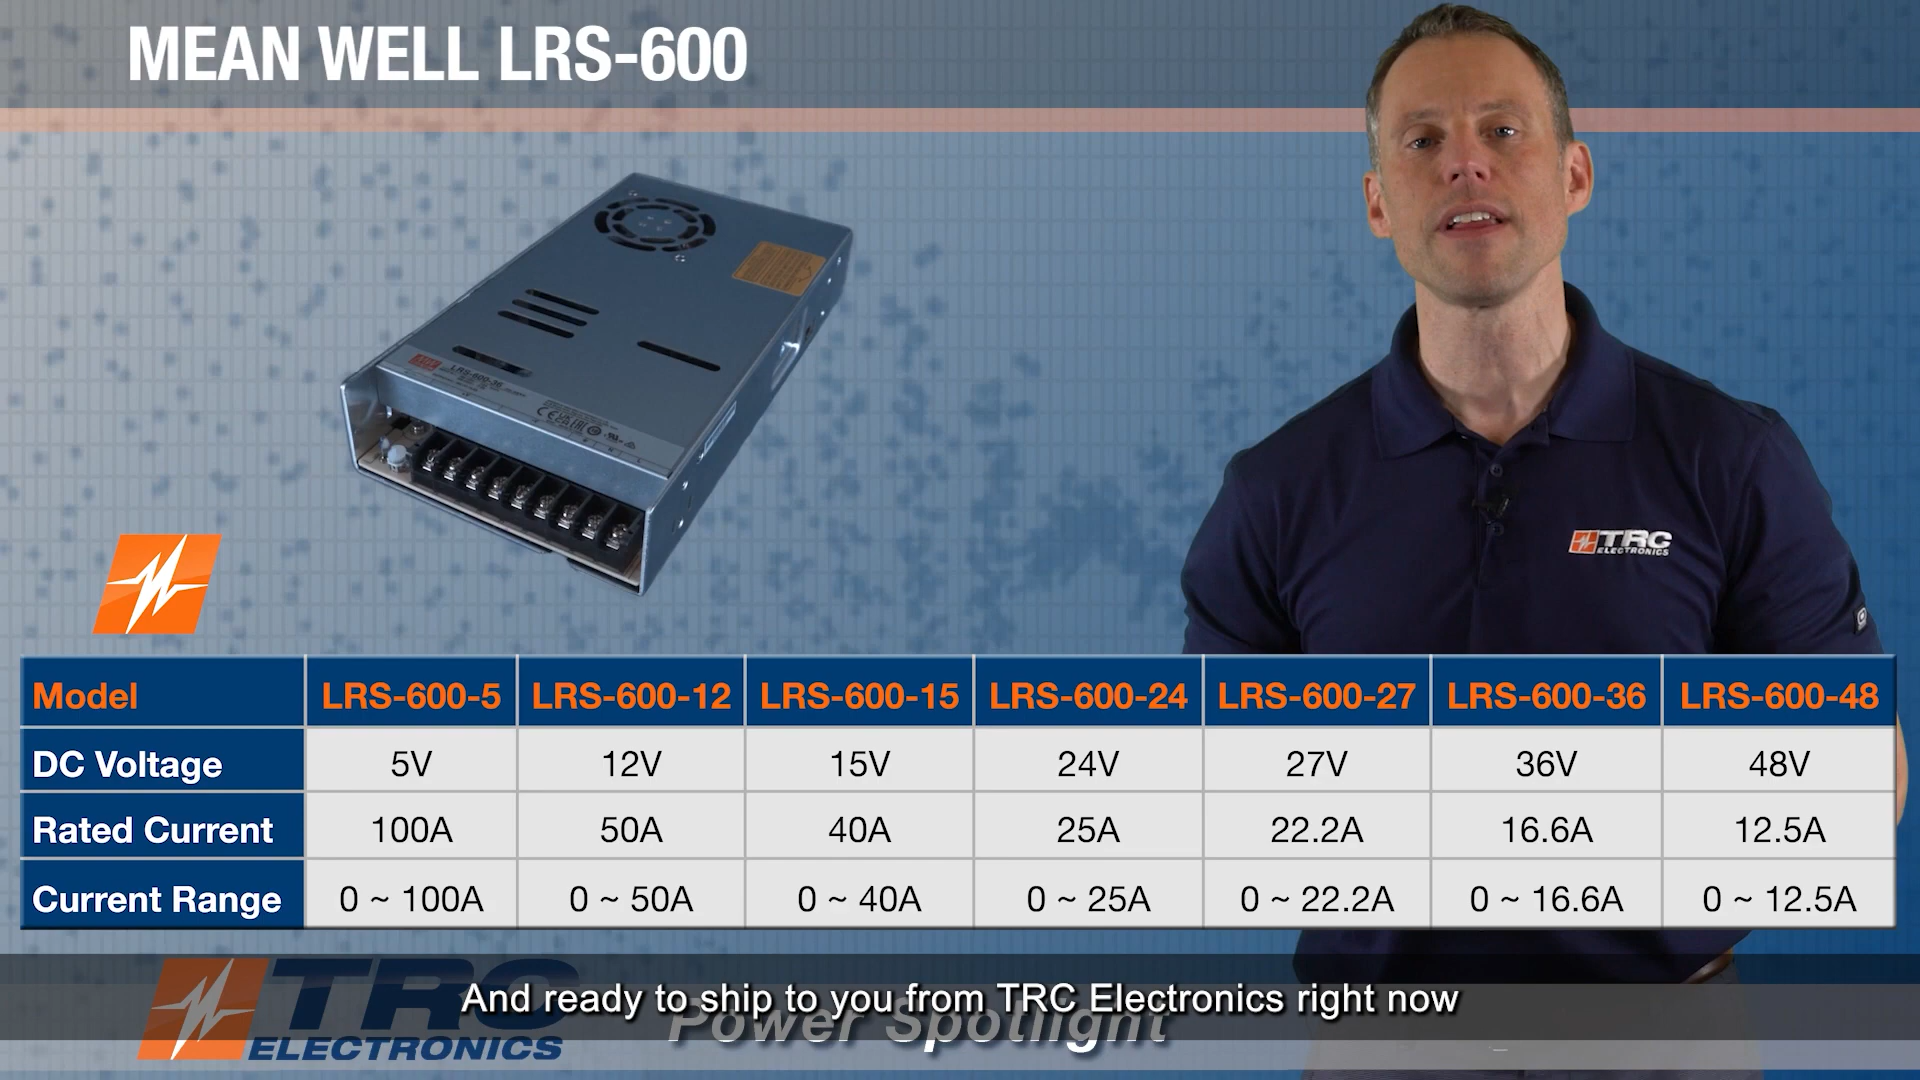 MEAN WELL LRS-600
LRS-600-36
TRC
ELECTRONICS
Model LRS-600-5 LRS-600-12 LRS-600-15 LRS-600-24 LRS-600-27 LRS-600-36 LRS-600-48
DC Voltage 5V 12V 15V 24V 27V 36V 48V
Rated Current 100A 50A 40A 25A 22.2A 16.6A 12.5A
Current Range 0 ~ 100A 0 ~ 50A 0 ~ 40A 0 ~ 25A 0 ~ 22.2A 0 ~ 16.6A 0 ~ 12.5A
And ready to ship to you from TRC Electronics right now
TRC
ELECTRONICS
Power Spotlight